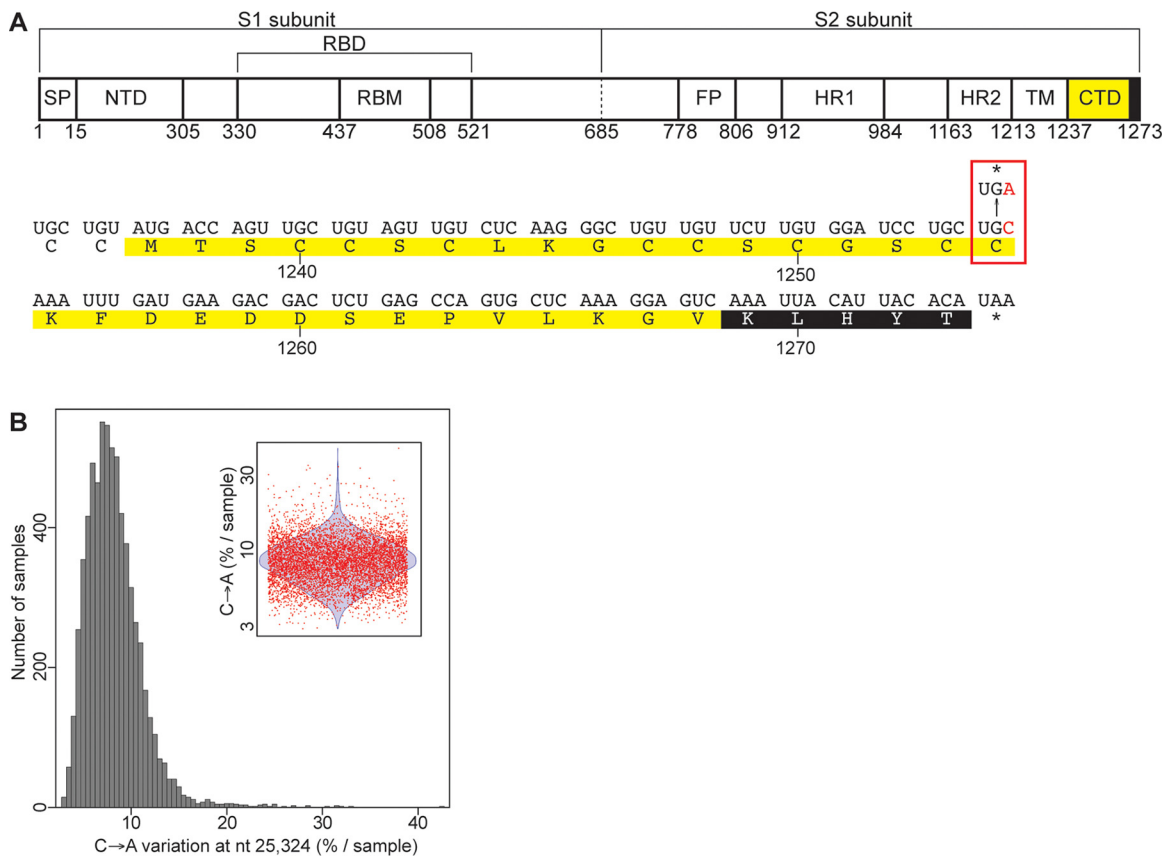 A
S1 subunit S2 subunit
RBD
SP NTD RBM FP HR1 HR2 TM CTD
1 15 305 330 437 508 521 685 778 806 912 984 1163 1213 1237 1273
*
UGA
UGC UGU AUG ACC AGU UGC UGU AGU UGU CUC AAG GGC UGU UGU UCU UGU GGA UCC UGC UGC
C C M T S C C S C L K G C C S C G S C C
1240 1250
AAA UUU GAU GAA GAC GAC UCU GAG CCA GUG CUC AAA GGA GUC AAA UUA CAU UAC ACA UAA
K F D E D D S E P V L K G V K L H Y T *
1260 1270
B
Number of samples
0 200 400
C→A (% / sample)
3 10 30
10 20 30 40
C→A variation at nt 25,324 (% / sample)